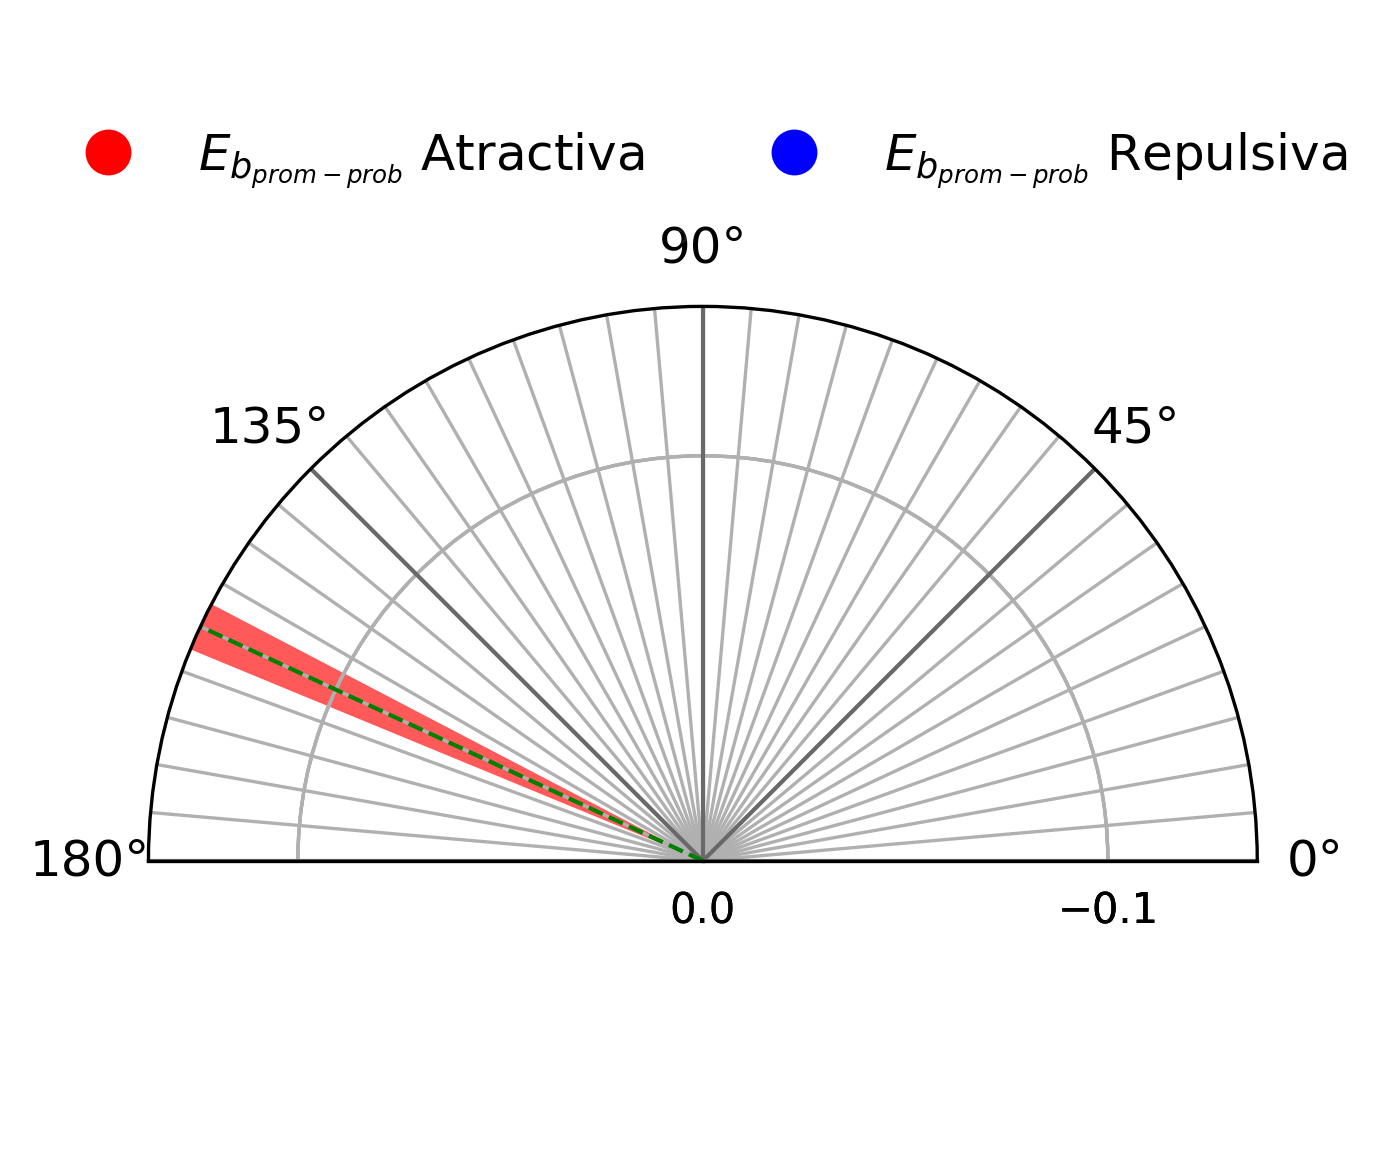 E_{b_{prom-prob}} Atractiva E_{b_{prom-prob}} Repulsiva
90°
135° 45°
180° 0°
0.0 −0.1